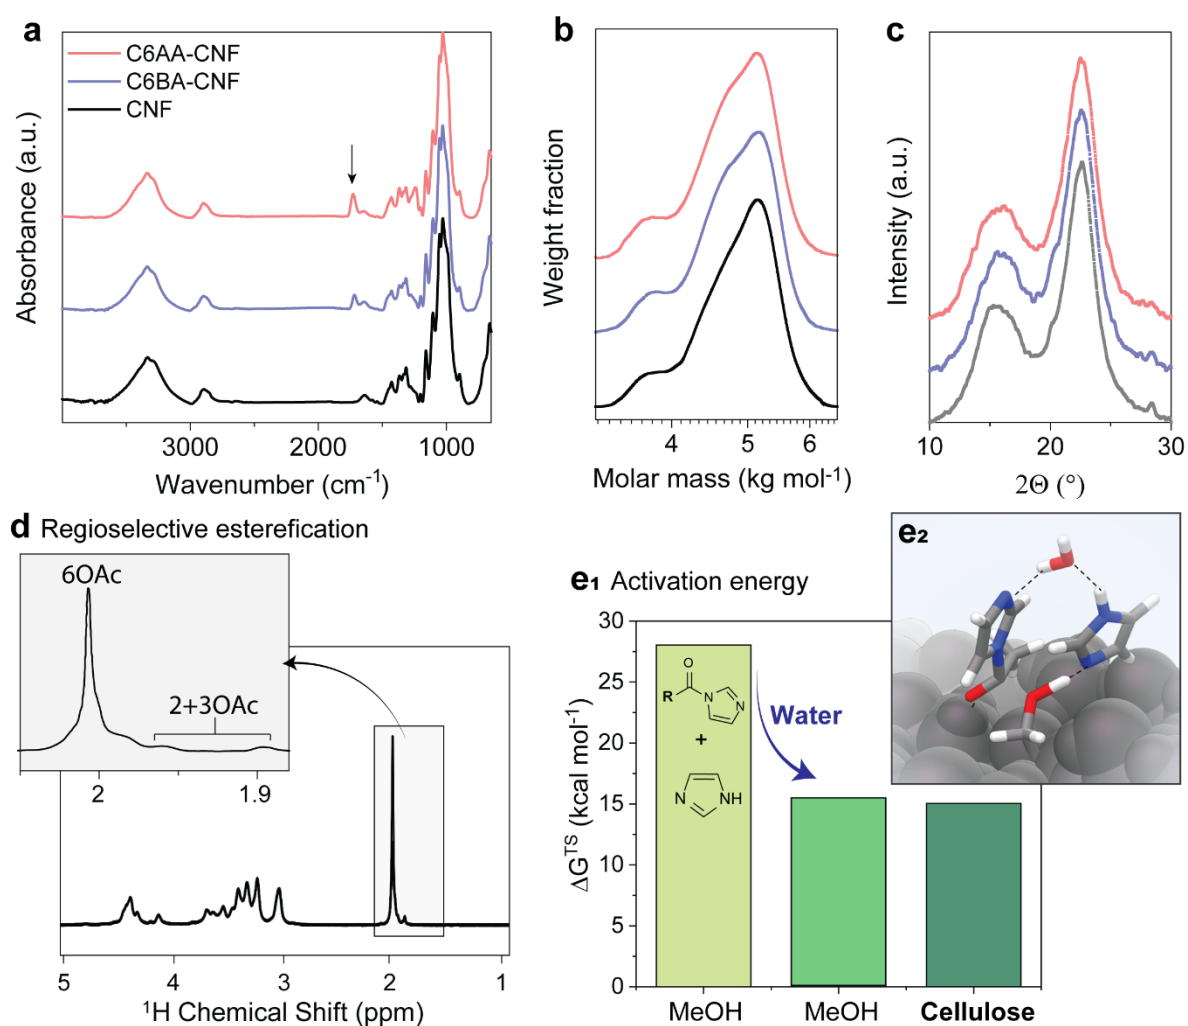 a
C6AA-CNF
C6BA-CNF
CNF
Absorbance (a.u.)
3000 2000 1000
Wavenumber (cm⁻¹)
b
Weight fraction
4 5 6
Molar mass (kg mol⁻¹)
c
Intensity (a.u.)
10 20 30
2Θ (°)
d Regioselective esterefication
6OAc
2+3OAc
2 1.9
5 4 3 2 1
¹H Chemical Shift (ppm)
e₁ Activation energy
ΔGᵀˢ (kcal mol⁻¹)
30
25
20
15
10
5
0
O
R N N
+
N NH
Water
MeOH MeOH Cellulose
e₂